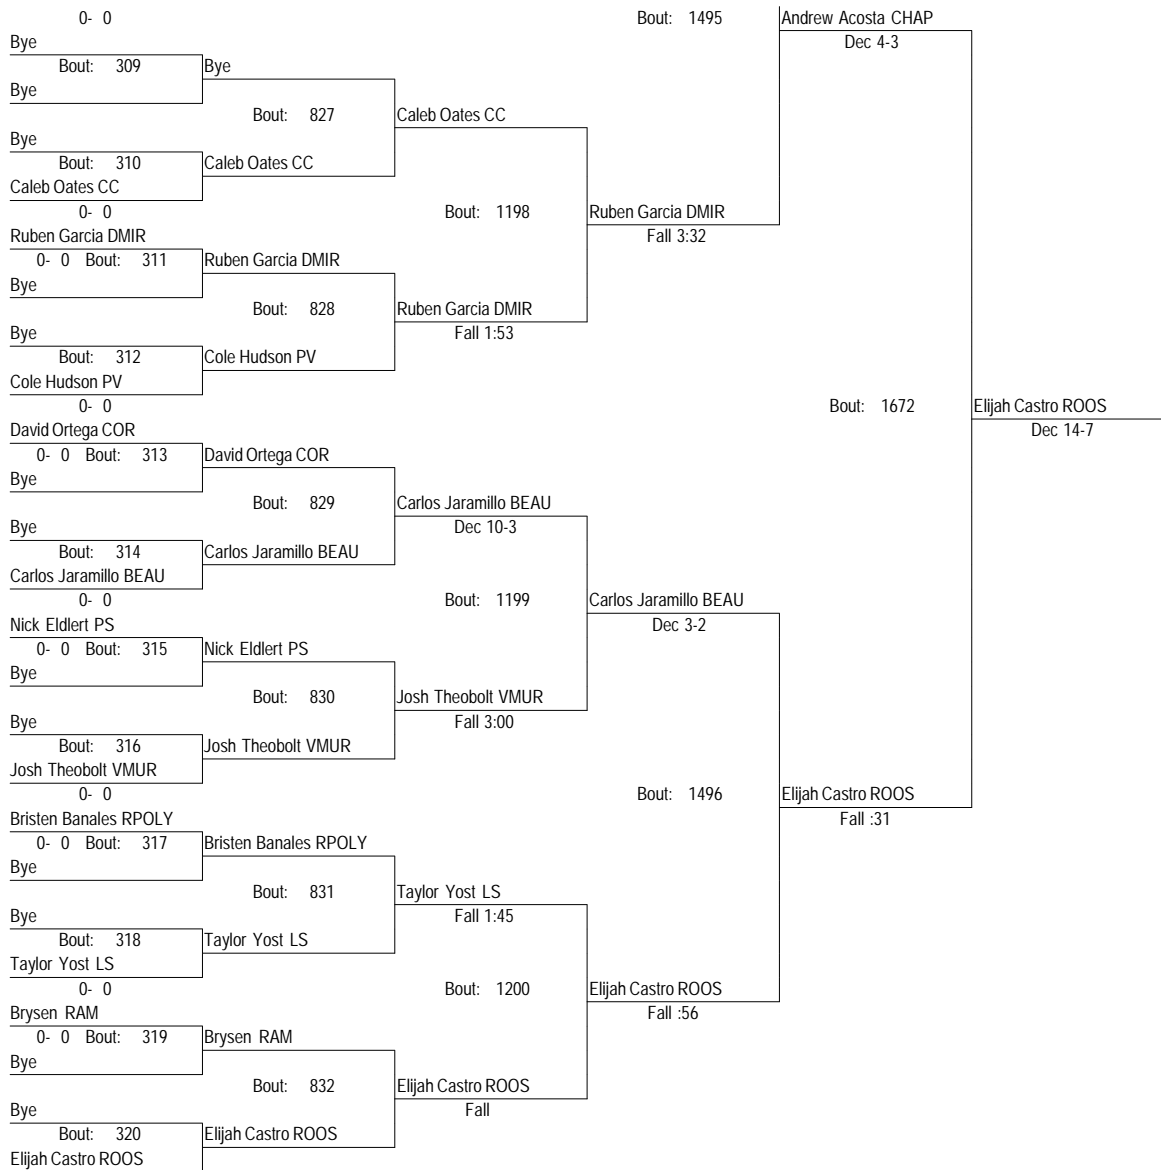 0- 0 Bout: 1495 Andrew Acosta CHAP
Bye Dec 4-3
Bout: 309 Bye
Bye
Bout: 827 Caleb Oates CC
Bye
Bout: 310 Caleb Oates CC
Caleb Oates CC
0- 0 Bout: 1198 Ruben Garcia DMIR
Ruben Garcia DMIR Fall 3:32
0- 0 Bout: 311 Ruben Garcia DMIR
Bye
Bout: 828 Ruben Garcia DMIR
Bye Fall 1:53
Bout: 312 Cole Hudson PV
Cole Hudson PV
0- 0 Bout: 1672 Elijah Castro ROOS
David Ortega COR Dec 14-7
0- 0 Bout: 313 David Ortega COR
Bye
Bout: 829 Carlos Jaramillo BEAU
Bye Dec 10-3
Bout: 314 Carlos Jaramillo BEAU
Carlos Jaramillo BEAU
0- 0 Bout: 1199 Carlos Jaramillo BEAU
Nick Eldlert PS Dec 3-2
0- 0 Bout: 315 Nick Eldlert PS
Bye
Bout: 830 Josh Theobolt VMUR
Bye Fall 3:00
Bout: 316 Josh Theobolt VMUR
Josh Theobolt VMUR
0- 0 Bout: 1496 Elijah Castro ROOS
Bristen Banales RPOLY Fall :31
0- 0 Bout: 317 Bristen Banales RPOLY
Bye
Bout: 831 Taylor Yost LS
Bye Fall 1:45
Bout: 318 Taylor Yost LS
Taylor Yost LS
0- 0 Bout: 1200 Elijah Castro ROOS
Brysen RAM Fall :56
0- 0 Bout: 319 Brysen RAM
Bye
Bout: 832 Elijah Castro ROOS
Bye Fall
Bout: 320 Elijah Castro ROOS
Elijah Castro ROOS